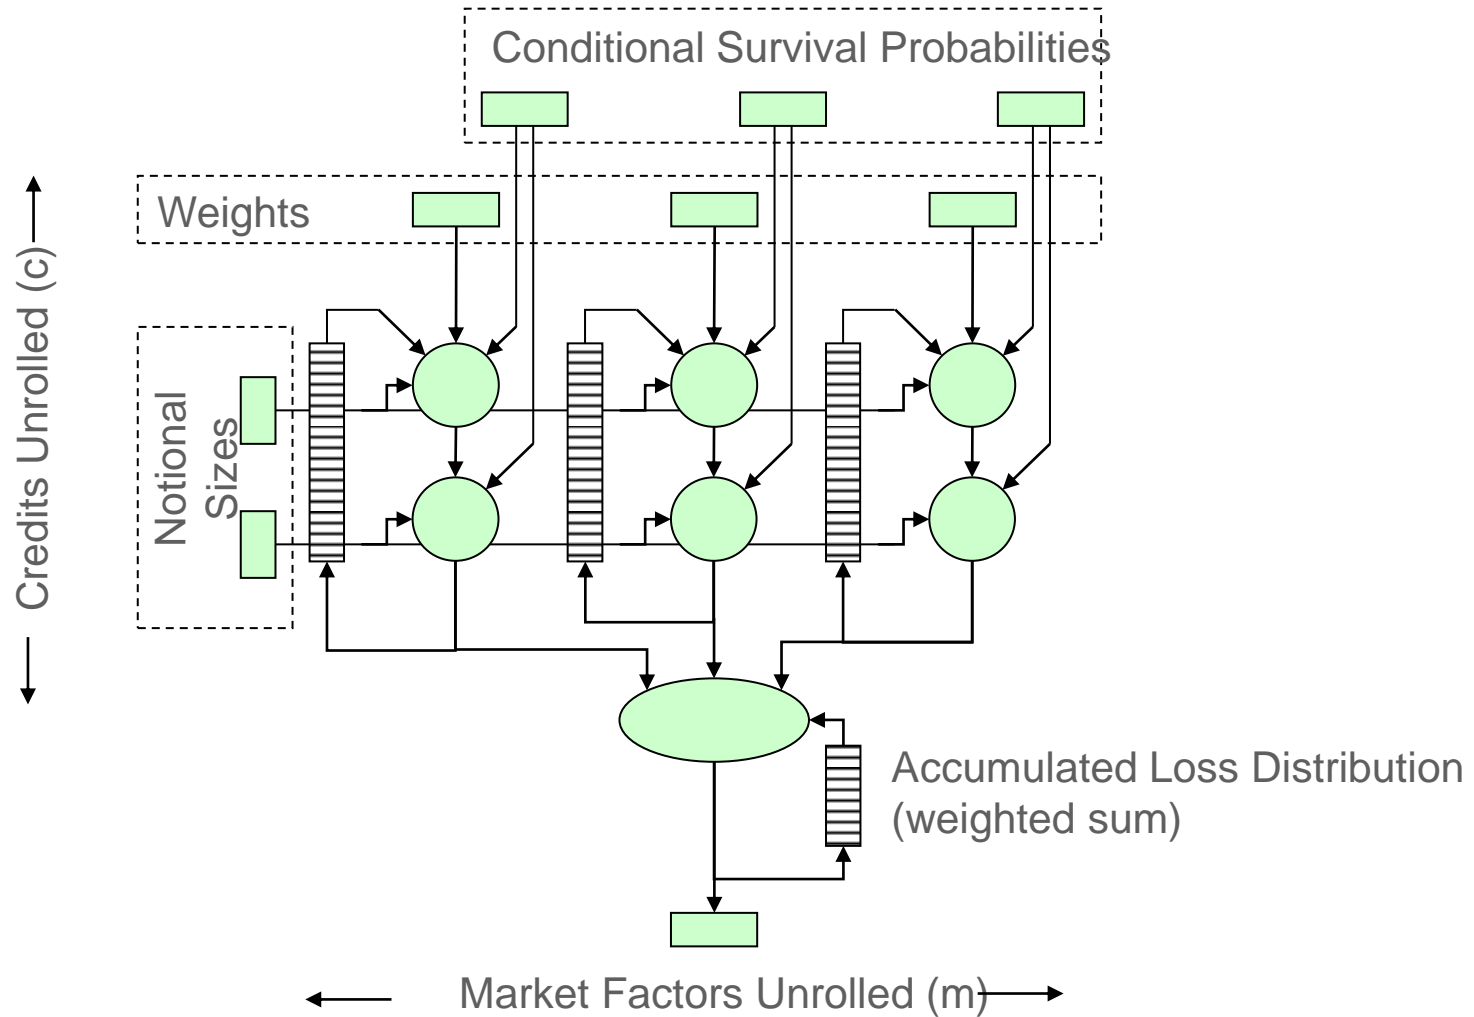 Conditional Survival Probabilities
Weights
Credits Unrolled (c)
Notional
Sizes
Accumulated Loss Distribution
(weighted sum)
Market Factors Unrolled (m)